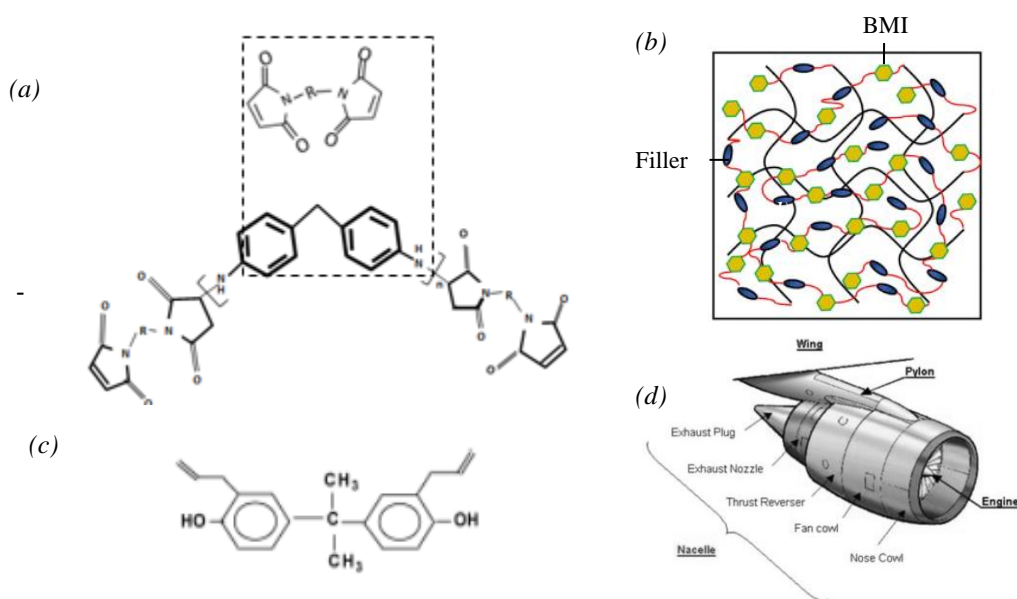 (a)
O
O
N
R
N
O
O
H
N
N
H
n
O
O
O
O
R
N
N
N
N
R
O
O
O
O
-
(b)
BMI
Filler
(c)
CH₃
HO
C
OH
CH₃
(d)
Wing
Pylon
Exhaust Plug
Exhaust Nozzle
Thrust Reverser
Engine
Fan cowl
Nose Cowl
Nacelle